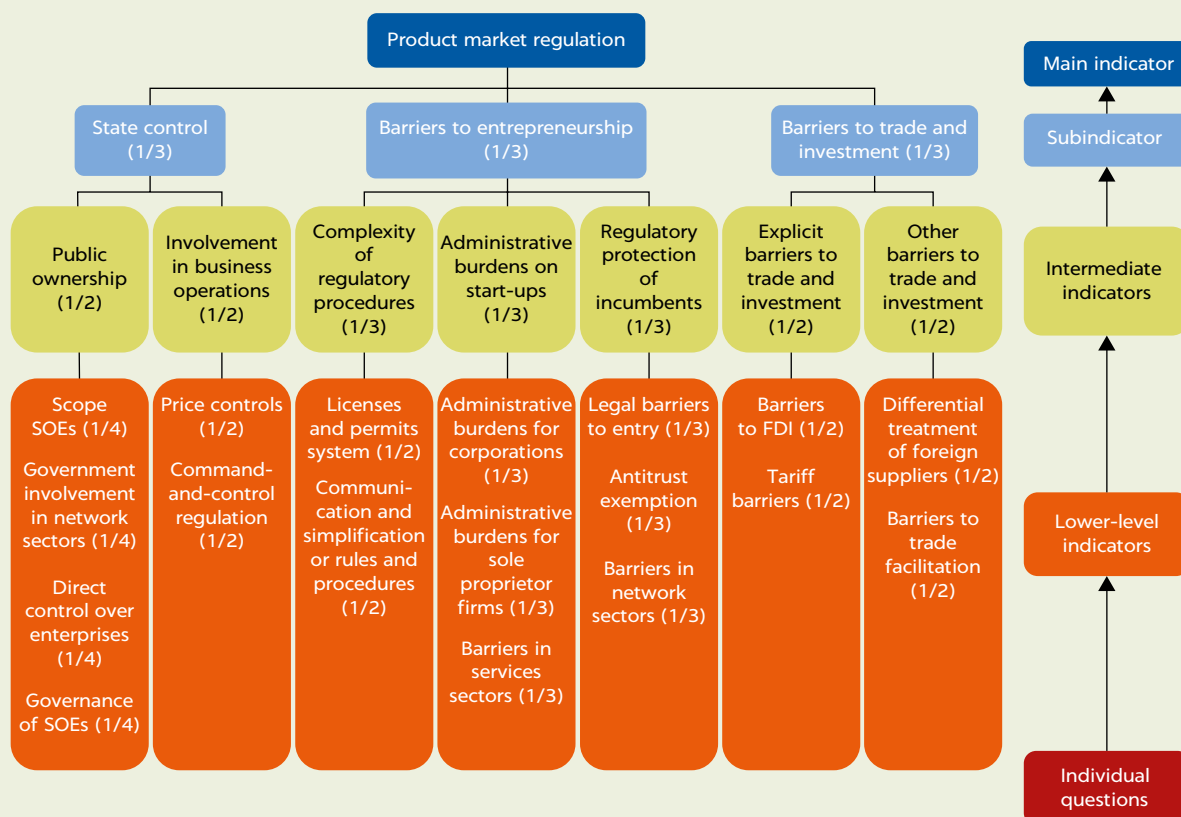 Product market regulation
State control
(1/3)
Barriers to entrepreneurship
(1/3)
Barriers to trade and
investment (1/3)
Public
ownership
(1/2)
Involvement
in business
operations
(1/2)
Complexity
of
regulatory
procedures
(1/3)
Administrative
burdens on
start-ups
(1/3)
Regulatory
protection
of
incumbents
(1/3)
Explicit
barriers to
trade and
investment
(1/2)
Other
barriers to
trade and
investment
(1/2)
Scope
SOEs (1/4)
Government
involvement
in network
sectors (1/4)
Direct
control over
enterprises
(1/4)
Governance
of SOEs (1/4)
Price controls
(1/2)
Command-
and-control
regulation
(1/2)
Licenses
and permits
system (1/2)
Communi-
cation and
simplification
or rules and
procedures
(1/2)
Administrative
burdens for
corporations
(1/3)
Administrative
burdens for
sole
proprietor
firms (1/3)
Barriers in
services
sectors (1/3)
Legal barriers
to entry (1/3)
Antitrust
exemption
(1/3)
Barriers in
network
sectors (1/3)
Barriers
to FDI (1/2)
Tariff
barriers (1/2)
Differential
treatment
of foreign
suppliers (1/2)
Barriers to
trade
facilitation
(1/2)
Main indicator
Subindicator
Intermediate
indicators
Lower-level
indicators
Individual
questions